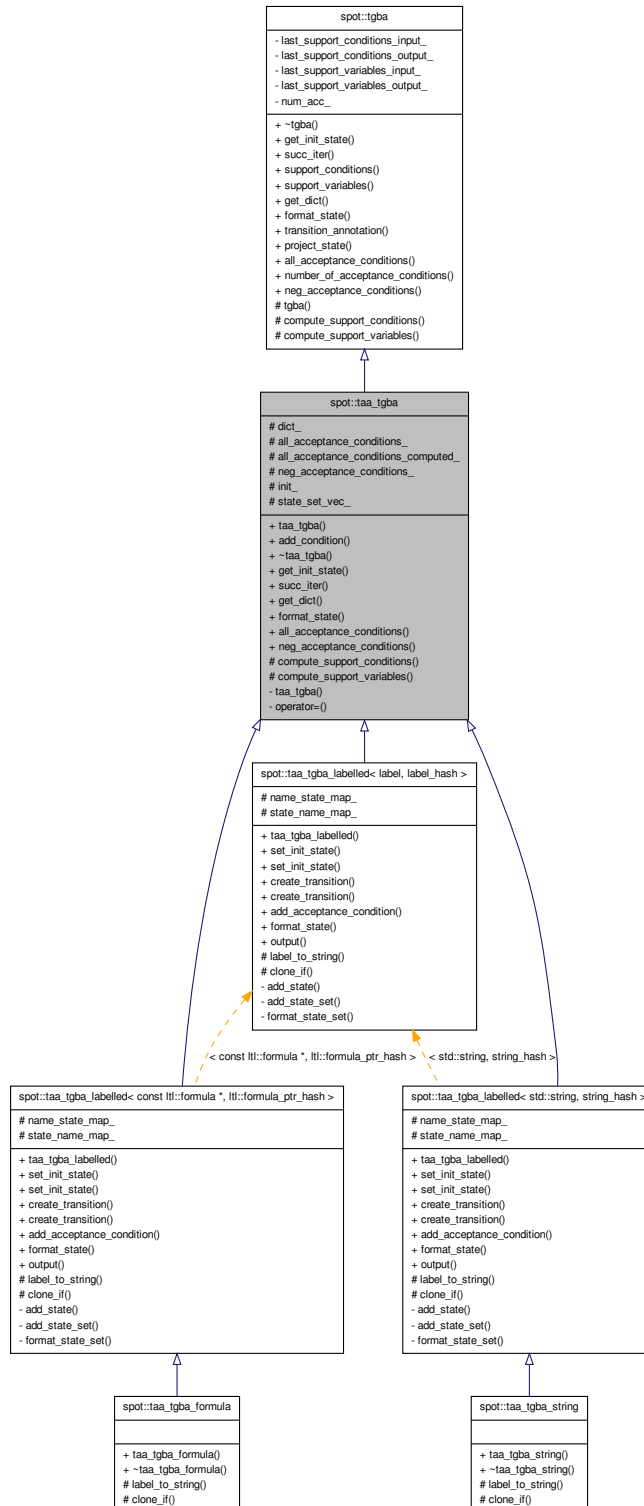 spot::tgba
- last_support_conditions_input_
- last_support_conditions_output_
- last_support_variables_input_
- last_support_variables_output_
- num_acc_
+ ~tgba()
+ get_init_state()
+ succ_iter()
+ support_conditions()
+ support_variables()
+ get_dict()
+ format_state()
+ transition_annotation()
+ project_state()
+ all_acceptance_conditions()
+ number_of_acceptance_conditions()
+ neg_acceptance_conditions()
# tgba()
# compute_support_conditions()
# compute_support_variables()
spot::taa_tgba
# dict_
# all_acceptance_conditions_
# all_acceptance_conditions_computed_
# neg_acceptance_conditions_
# init_
# state_set_vec_
+ taa_tgba()
+ add_condition()
+ ~taa_tgba()
+ get_init_state()
+ succ_iter()
+ get_dict()
+ format_state()
+ all_acceptance_conditions()
+ neg_acceptance_conditions()
# compute_support_conditions()
# compute_support_variables()
- taa_tgba()
- operator=()
spot::taa_tgba_labelled< label, label_hash >
# name_state_map_
# state_name_map_
+ taa_tgba_labelled()
+ set_init_state()
+ set_init_state()
+ create_transition()
+ create_transition()
+ add_acceptance_condition()
+ format_state()
+ output()
# label_to_string()
# clone_if()
- add_state()
- add_state_set()
- format_state_set()
< const ltl::formula *, ltl::formula_ptr_hash >
< std::string, string_hash >
spot::taa_tgba_labelled< const ltl::formula *, ltl::formula_ptr_hash >
# name_state_map_
# state_name_map_
+ taa_tgba_labelled()
+ set_init_state()
+ set_init_state()
+ create_transition()
+ create_transition()
+ add_acceptance_condition()
+ format_state()
+ output()
# label_to_string()
# clone_if()
- add_state()
- add_state_set()
- format_state_set()
spot::taa_tgba_labelled< std::string, string_hash >
# name_state_map_
# state_name_map_
+ taa_tgba_labelled()
+ set_init_state()
+ set_init_state()
+ create_transition()
+ create_transition()
+ add_acceptance_condition()
+ format_state()
+ output()
# label_to_string()
# clone_if()
- add_state()
- add_state_set()
- format_state_set()
spot::taa_tgba_formula
+ taa_tgba_formula()
+ ~taa_tgba_formula()
# label_to_string()
# clone_if()
spot::taa_tgba_string
+ taa_tgba_string()
+ ~taa_tgba_string()
# label_to_string()
# clone_if()